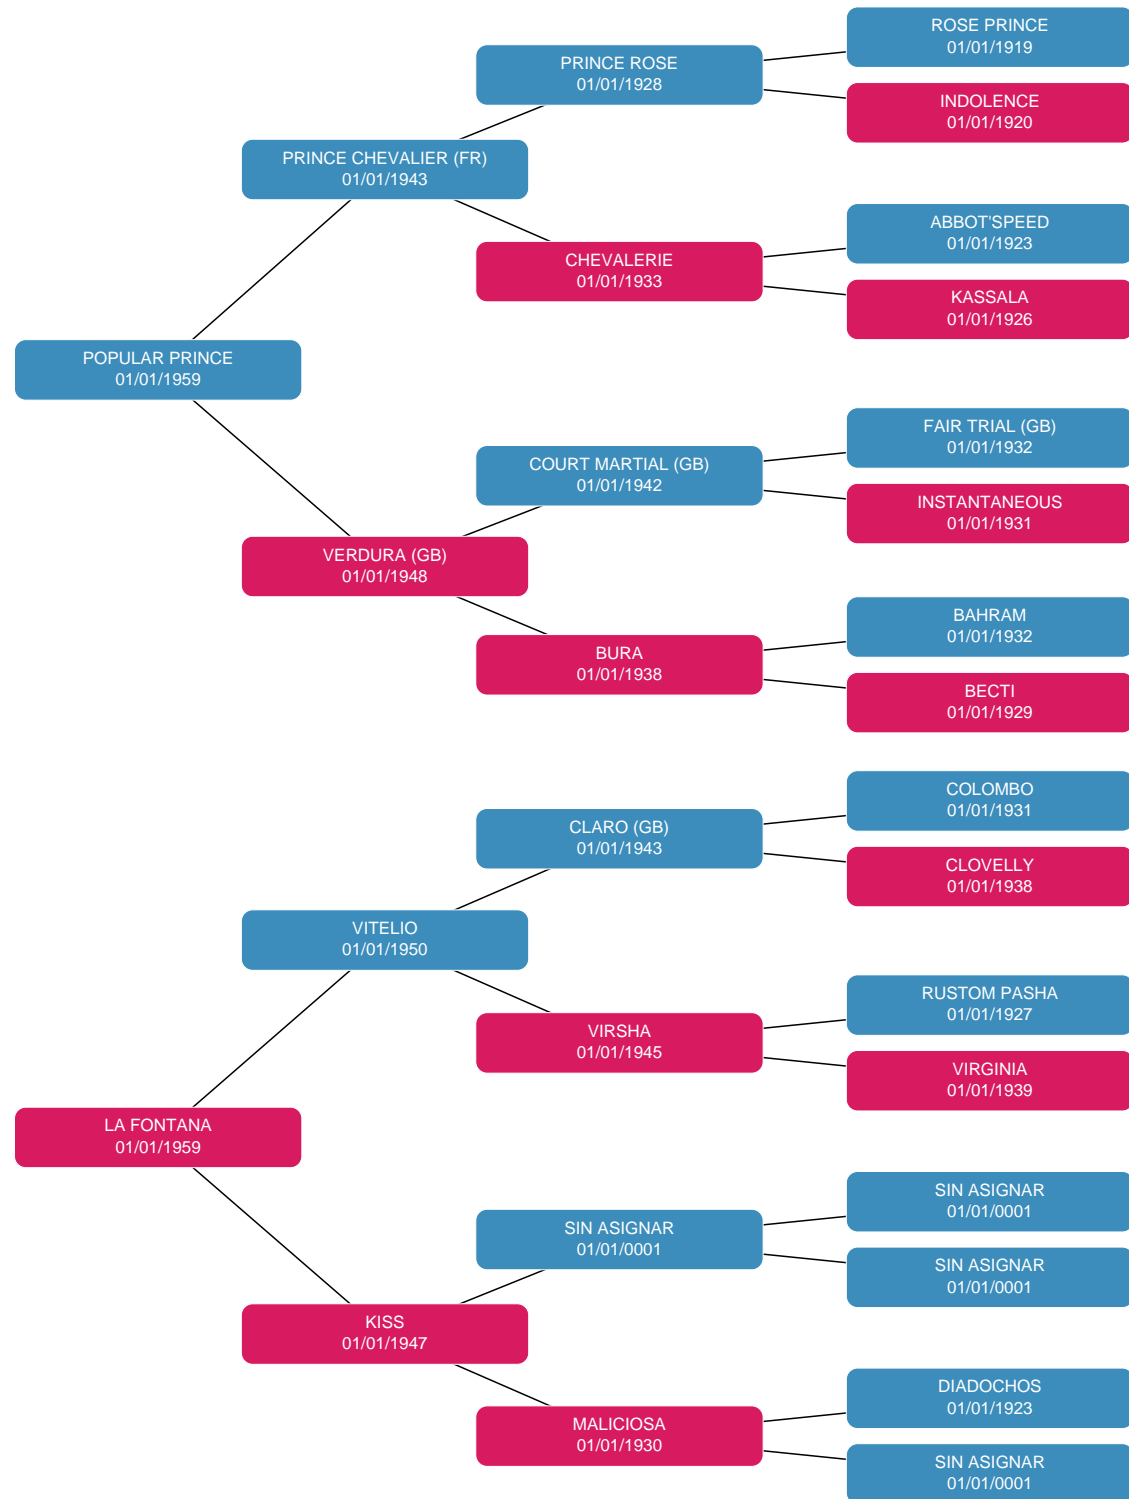 ROSE PRINCE
01/01/1919
PRINCE ROSE
01/01/1928
INDOLENCE
01/01/1920
PRINCE CHEVALIER (FR)
01/01/1943
ABBOT'SPEED
01/01/1923
CHEVALERIE
01/01/1933
KASSALA
01/01/1926
POPULAR PRINCE
01/01/1959
FAIR TRIAL (GB)
01/01/1932
COURT MARTIAL (GB)
01/01/1942
INSTANTANEOUS
01/01/1931
VERDURA (GB)
01/01/1948
BAHRAM
01/01/1932
BURA
01/01/1938
BECTI
01/01/1929
COLOMBO
01/01/1931
CLARO (GB)
01/01/1943
CLOVELLY
01/01/1938
VITELIO
01/01/1950
RUSTOM PASHA
01/01/1927
VIRSHA
01/01/1945
VIRGINIA
01/01/1939
LA FONTANA
01/01/1959
SIN ASIGNAR
01/01/0001
SIN ASIGNAR
01/01/0001
SIN ASIGNAR
01/01/0001
KISS
01/01/1947
DIADOCHOS
01/01/1923
MALICIOSA
01/01/1930
SIN ASIGNAR
01/01/0001